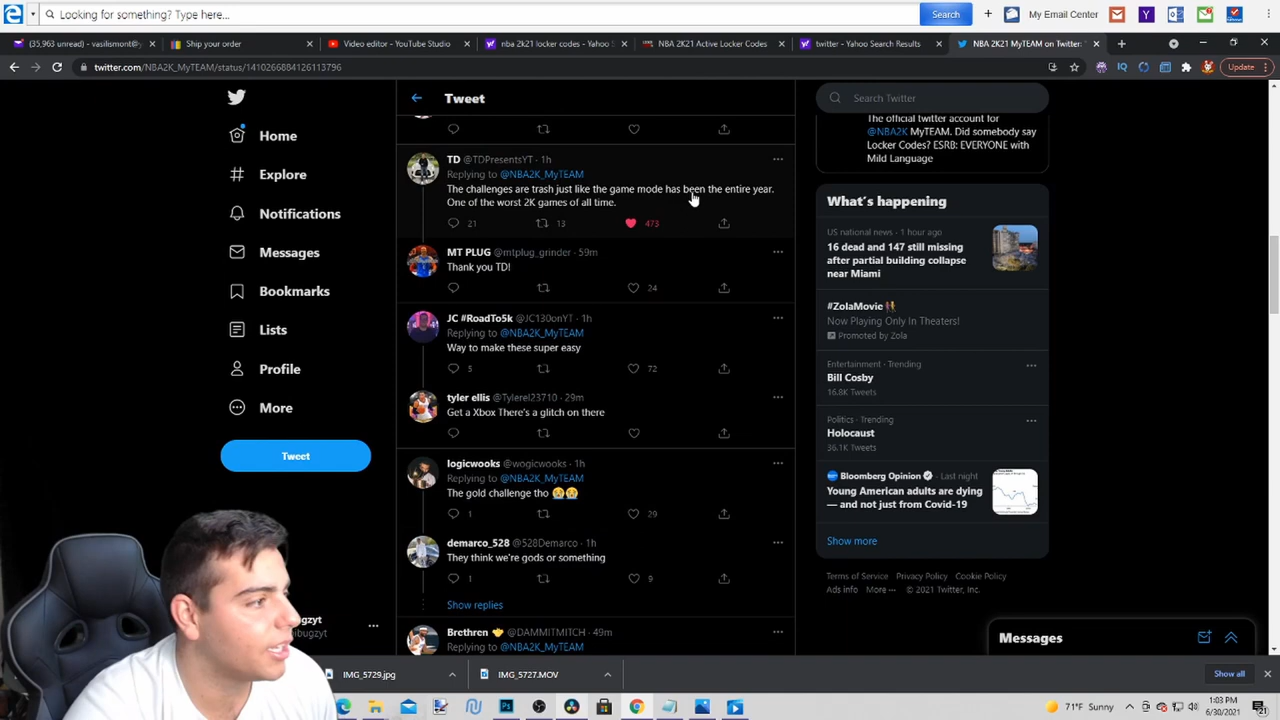 Looking for something? Type here...
Search
My Email Center
(35,963 unread) - vasilismont@
Ship your order
Video editor - YouTube Studio
nba 2k21 locker codes - Yahoo S
NBA 2K21 Active Locker Codes
twitter - Yahoo Search Results
NBA 2K21 MyTEAM on Twitter:
twitter.com/NBA2K_MyTEAM/status/1410266884126113796
Update
Home
Explore
Notifications
Messages
Bookmarks
Lists
Profile
More
Tweet
Tweet
TD @TDPresentsYT · 1h
Replying to @NBA2K_MyTEAM
The challenges are trash just like the game mode has been the entire year.
One of the worst 2K games of all time.
21 13 473
MT PLUG @mtplug_grinder · 59m
Thank you TD!
24
JC #RoadTo5k @JC130onYT · 1h
Replying to @NBA2K_MyTEAM
Way to make these super easy
5 72
tyler ellis @Tylerel23710 · 29m
Get a Xbox There's a glitch on there
logicwooks @wogicwooks · 1h
Replying to @NBA2K_MyTEAM
The gold challenge tho 😭😭
1 29
demarco_528 @528Demarco · 1h
They think we're gods or something
1 9
Show replies
Brethren @DAMMITMITCH · 49m
Replying to @NBA2K_MyTEAM
Search Twitter
The official twitter account for
@NBA2K MyTEAM. Did somebody say
Locker Codes? ESRB: EVERYONE with
Mild Language
What's happening
US national news · 1 hour ago
16 dead and 147 still missing
after partial building collapse
near Miami
#ZolaMovie
Now Playing Only In Theaters!
Promoted by Zola
Entertainment · Trending
Bill Cosby
16.8K Tweets
Politics · Trending
Holocaust
36.1K Tweets
Bloomberg Opinion · Last night
Young American adults are dying
— and not just from Covid-19
Show more
Terms of Service Privacy Policy Cookie Policy
Ads info More ··· © 2021 Twitter, Inc.
Messages
IMG_5729.jpg
IMG_5727.MOV
Show all
71°F Sunny
1:03 PM
6/30/2021
21